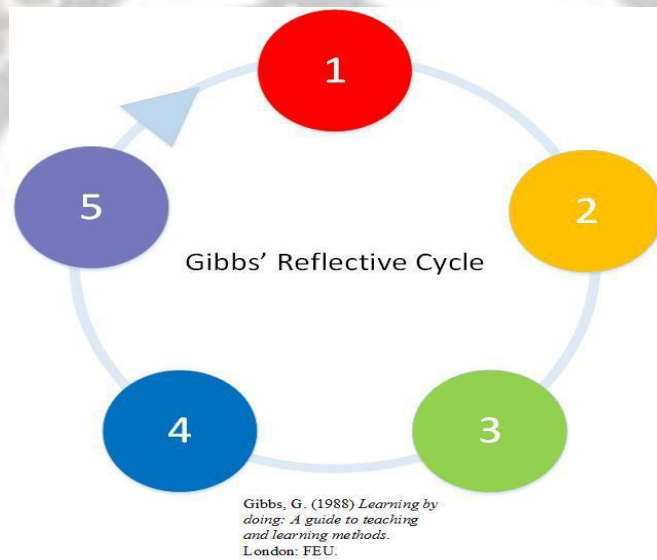 1
2
5
Gibbs’ Reflective Cycle
4
3
Gibbs, G. (1988) Learning by
doing: A guide to teaching
and learning methods.
London: FEU.